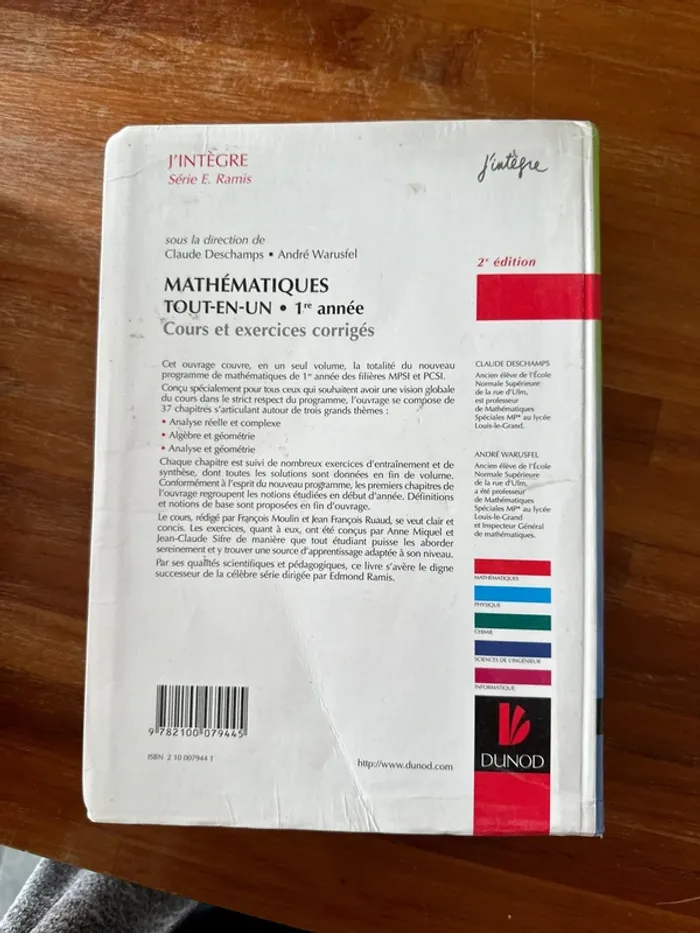 J'INTÈGRE
Série E. Ramis
j'intègre
sous la direction de
Claude Deschamps • André Warusfel
2e édition
MATHÉMATIQUES
TOUT-EN-UN • 1re année
Cours et exercices corrigés
Cet ouvrage couvre, en un seul volume, la totalité du nouveau
programme de mathématiques de 1re année des filières MPSI et PCSI.
Conçu spécialement pour tous ceux qui souhaitent avoir une vision globale
du cours dans le strict respect du programme, l'ouvrage se compose de
37 chapitres s'articulant autour de trois grands thèmes :
• Analyse réelle et complexe
• Algèbre et géométrie
• Analyse et géométrie
Chaque chapitre est suivi de nombreux exercices d'entraînement et de
synthèse, dont toutes les solutions sont données en fin de volume.
Conformément à l'esprit du nouveau programme, les premiers chapitres de
l'ouvrage regroupent les notions étudiées en début d'année. Définitions
et notions de base sont proposées en fin d'ouvrage.
Le cours, rédigé par François Moulin et Jean François Ruaud, se veut clair et
concis. Les exercices, quant à eux, ont été conçus par Anne Miquel et
Jean-Claude Sifre de manière que tout étudiant puisse les aborder
sereinement et y trouver une source d'apprentissage adaptée à son niveau.
Par ses qualités scientifiques et pédagogiques, ce livre s'avère le digne
successeur de la célèbre série dirigée par Edmond Ramis.
CLAUDE DESCHAMPS
Ancien élève de l'École
Normale Supérieure
de la rue d'Ulm,
est professeur
de Mathématiques
Spéciales MP* au lycée
Louis-le-Grand.
ANDRÉ WARUSFEL
Ancien élève de l'École
Normale Supérieure
de la rue d'Ulm,
a été professeur
de Mathématiques
Spéciales MP* au lycée
Louis-le-Grand
et Inspecteur Général
de mathématiques.
MATHÉMATIQUES
PHYSIQUE
CHIMIE
SCIENCES DE L'INGÉNIEUR
INFORMATIQUE
9 782100 079445
ISBN 2 10 007944 1
http://www.dunod.com
DUNOD